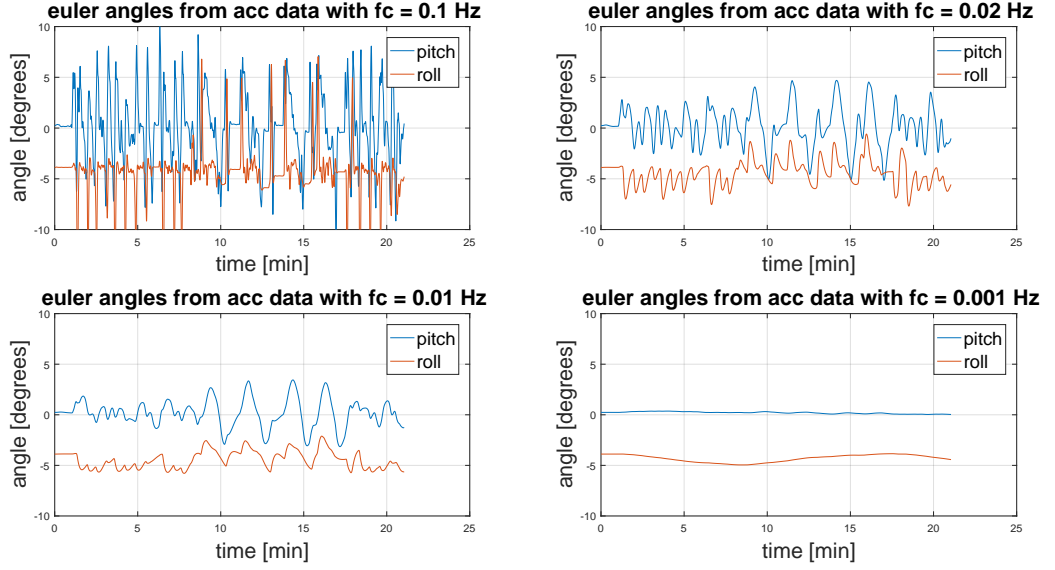 euler angles from acc data with fc = 0.1 Hz
10
5
0
-5
-10
angle [degrees]
pitch
roll
0 5 10 15 20 25
time [min]
euler angles from acc data with fc = 0.02 Hz
10
5
0
-5
-10
angle [degrees]
pitch
roll
0 5 10 15 20 25
time [min]
euler angles from acc data with fc = 0.01 Hz
10
5
0
-5
-10
angle [degrees]
pitch
roll
0 5 10 15 20 25
time [min]
euler angles from acc data with fc = 0.001 Hz
10
5
0
-5
-10
angle [degrees]
pitch
roll
0 5 10 15 20 25
time [min]